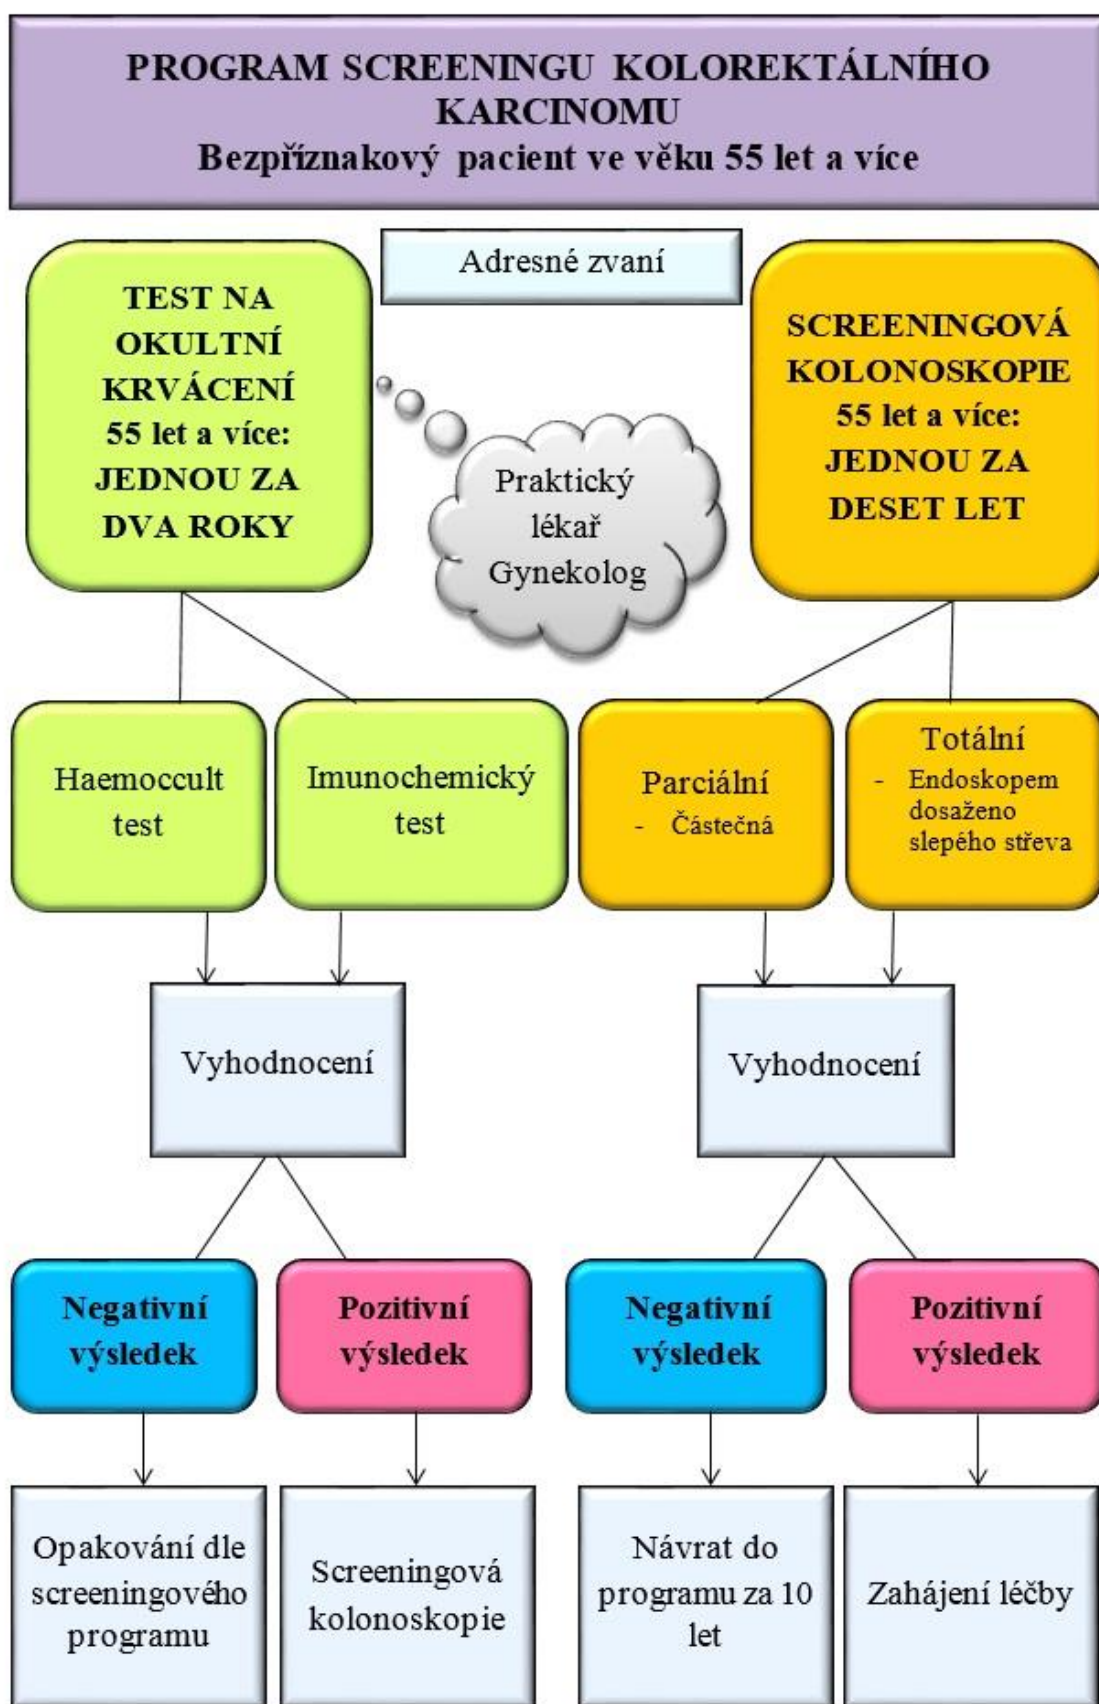 PROGRAM SCREENINGU KOLOREKTÁLNÍHO
KARCINOMU
Bezpříznakový pacient ve věku 55 let a více
Adresné zvaní
TEST NA
OKULTNÍ
KRVÁCENÍ
55 let a více:
JEDNOU ZA
DVA ROKY
Praktický
lékař
Gynekolog
SCREENINGOVÁ
KOLONOSKOPIE
55 let a více:
JEDNOU ZA
DESET LET
Haemoccult
test
Imunochemický
test
Parciální
- Částečná
Totální
- Endoskopem
dosaženo
slepého střeva
Vyhodnocení
Vyhodnocení
Negativní
výsledek
Pozitivní
výsledek
Negativní
výsledek
Pozitivní
výsledek
Opakování dle
screeningového
programu
Screeningová
kolonoskopie
Návrat do
programu za 10
let
Zahájení léčby